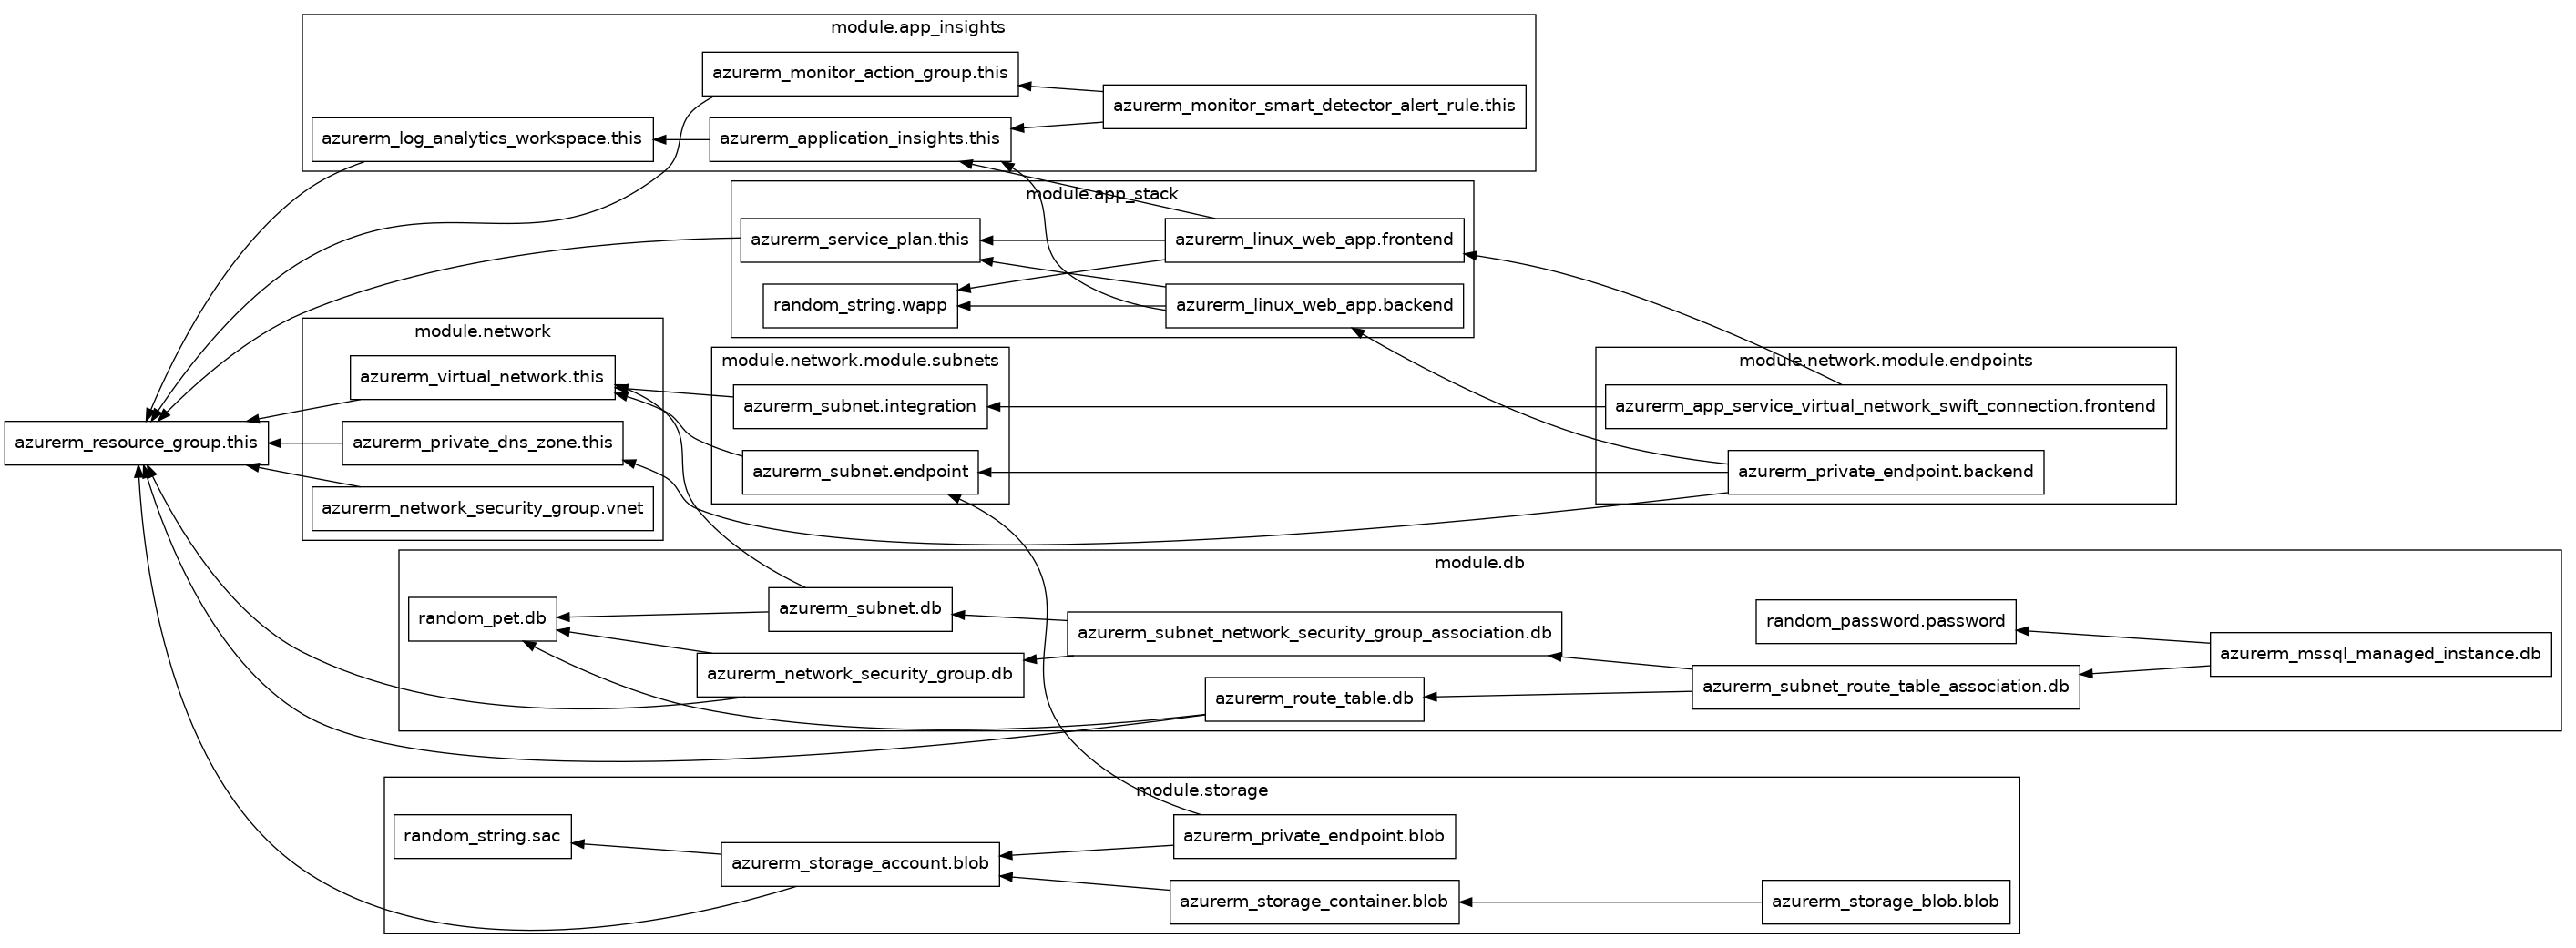 module.app_insights
azurerm_monitor_action_group.this
azurerm_monitor_smart_detector_alert_rule.this
azurerm_log_analytics_workspace.this
azurerm_application_insights.this
module.app_stack
azurerm_service_plan.this
azurerm_linux_web_app.frontend
random_string.wapp
azurerm_linux_web_app.backend
module.network
azurerm_virtual_network.this
azurerm_private_dns_zone.this
azurerm_network_security_group.vnet
azurerm_resource_group.this
module.network.module.subnets
azurerm_subnet.integration
azurerm_subnet.endpoint
module.network.module.endpoints
azurerm_app_service_virtual_network_swift_connection.frontend
azurerm_private_endpoint.backend
module.db
random_pet.db
azurerm_subnet.db
azurerm_network_security_group.db
azurerm_subnet_network_security_group_association.db
azurerm_route_table.db
random_password.password
azurerm_subnet_route_table_association.db
azurerm_mssql_managed_instance.db
module.storage
random_string.sac
azurerm_storage_account.blob
azurerm_private_endpoint.blob
azurerm_storage_container.blob
azurerm_storage_blob.blob